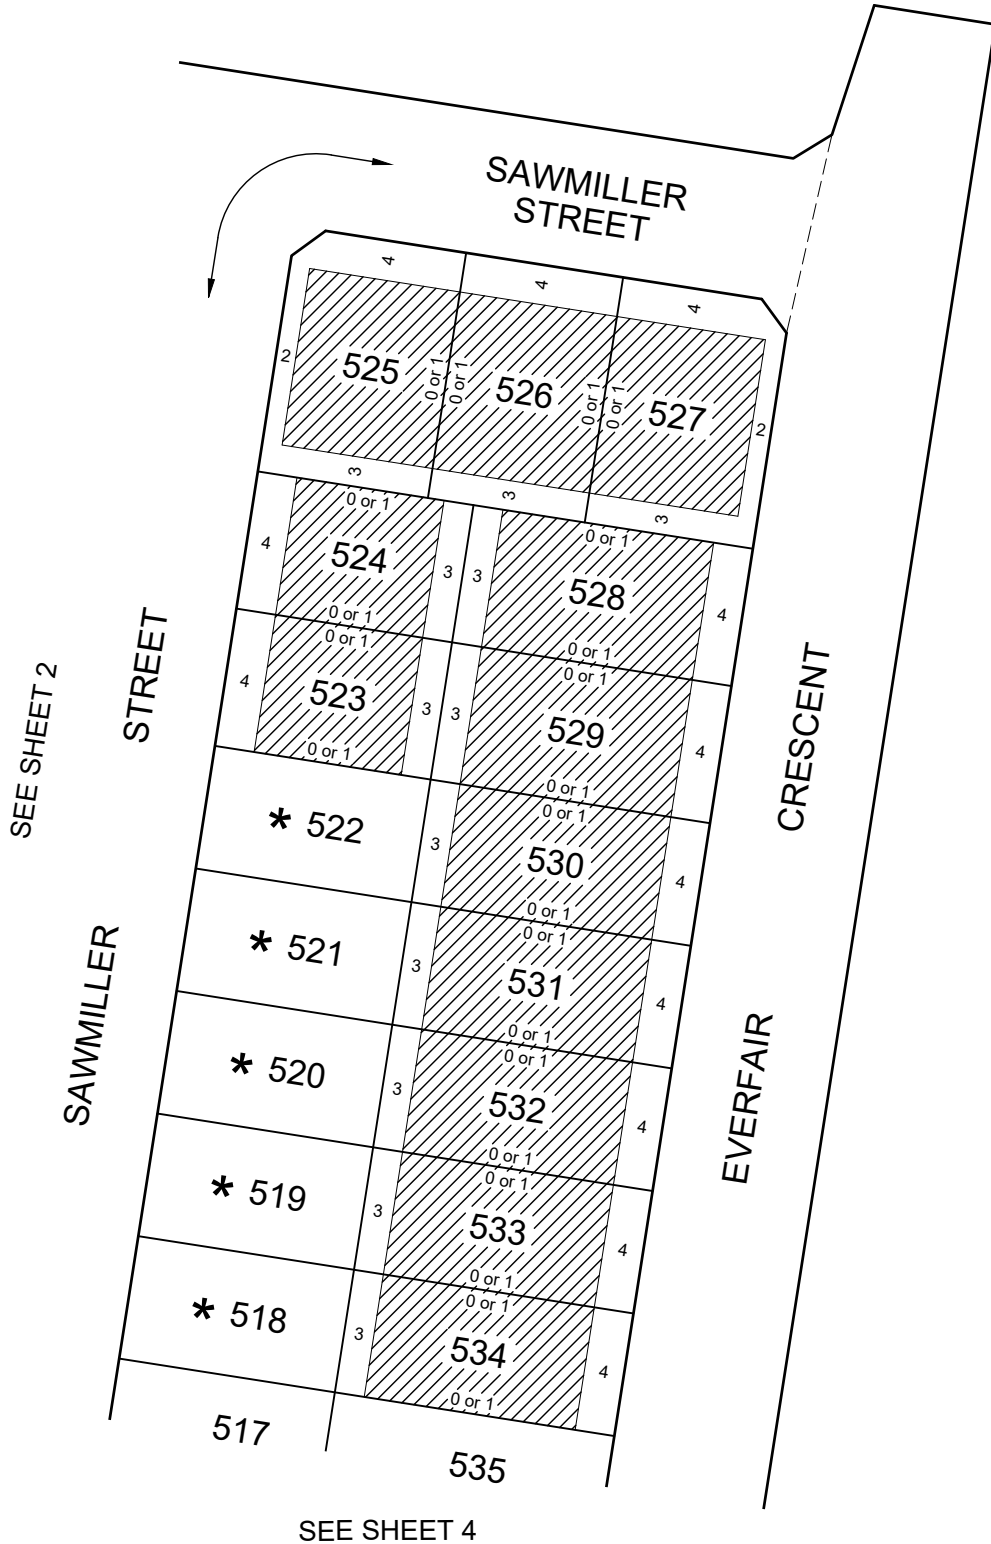 SAWMILLER
STREET
4
4
4
2
525
0 or 1
0 or 1
526
0 or 1
0 or 1
527
2
3
3
3
0 or 1
4
524
3
0 or 1
0 or 1
4
523
3
0 or 1
0 or 1
3
528
4
0 or 1
0 or 1
3
529
4
0 or 1
0 or 1
* 522
3
530
4
0 or 1
0 or 1
* 521
3
531
4
0 or 1
0 or 1
* 520
3
532
4
0 or 1
0 or 1
* 519
3
533
4
0 or 1
0 or 1
* 518
3
534
4
0 or 1
517
535
SEE SHEET 2
SAWMILLER STREET
EVERFAIR CRESCENT
SEE SHEET 4